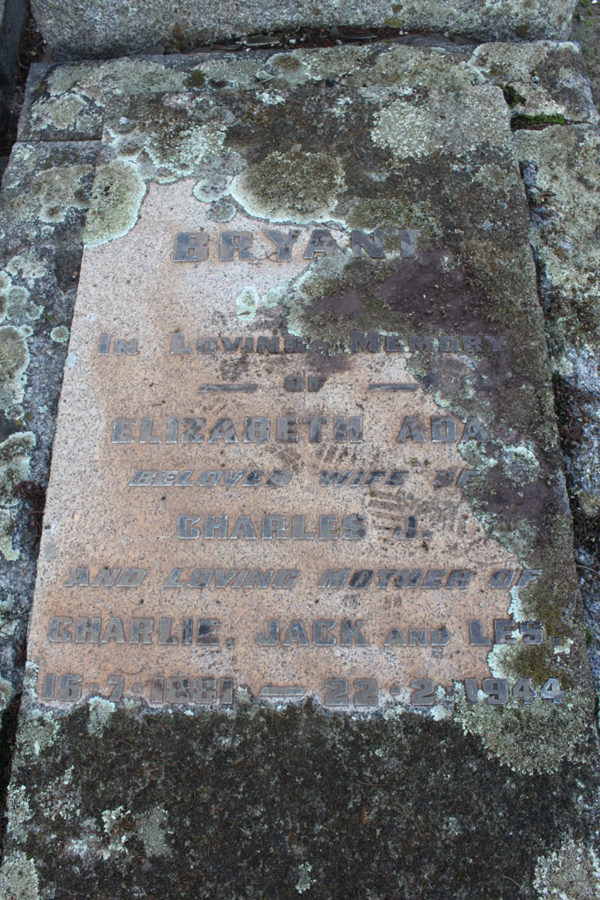 BRYANT
IN LOVING MEMORY
— OF —
ELIZABETH ADA
BELOVED WIFE OF
CHARLES J.
AND LOVING MOTHER OF
CHARLIE, JACK AND LES
16-7-1881 — 22-2-1944